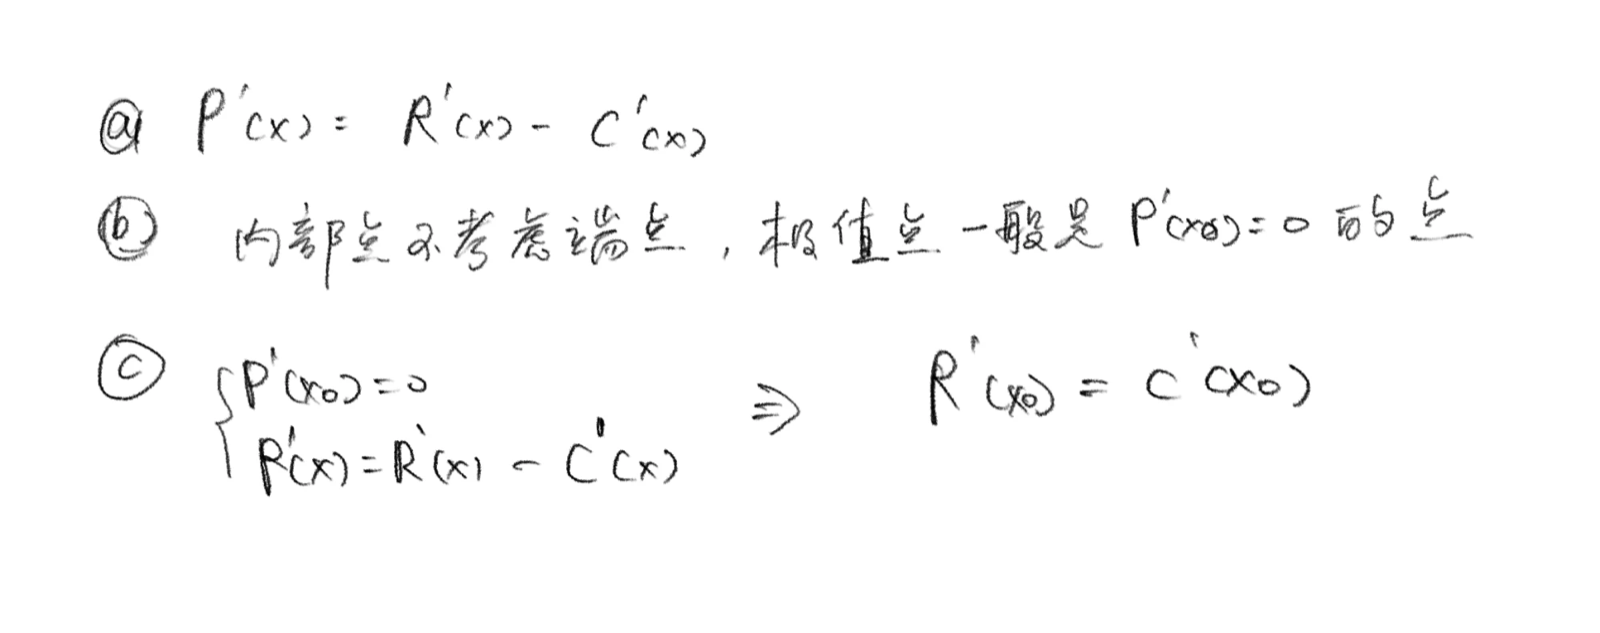 ⓐ P'(x) = R'(x) - C'(x)
ⓑ 内部点不考虑端点，极值点一般是 P'(x₀)=0 的点
ⓒ { P'(x₀)=0 ⇒ R'(x₀) = C'(x₀)
P'(x)=R'(x) - C'(x)